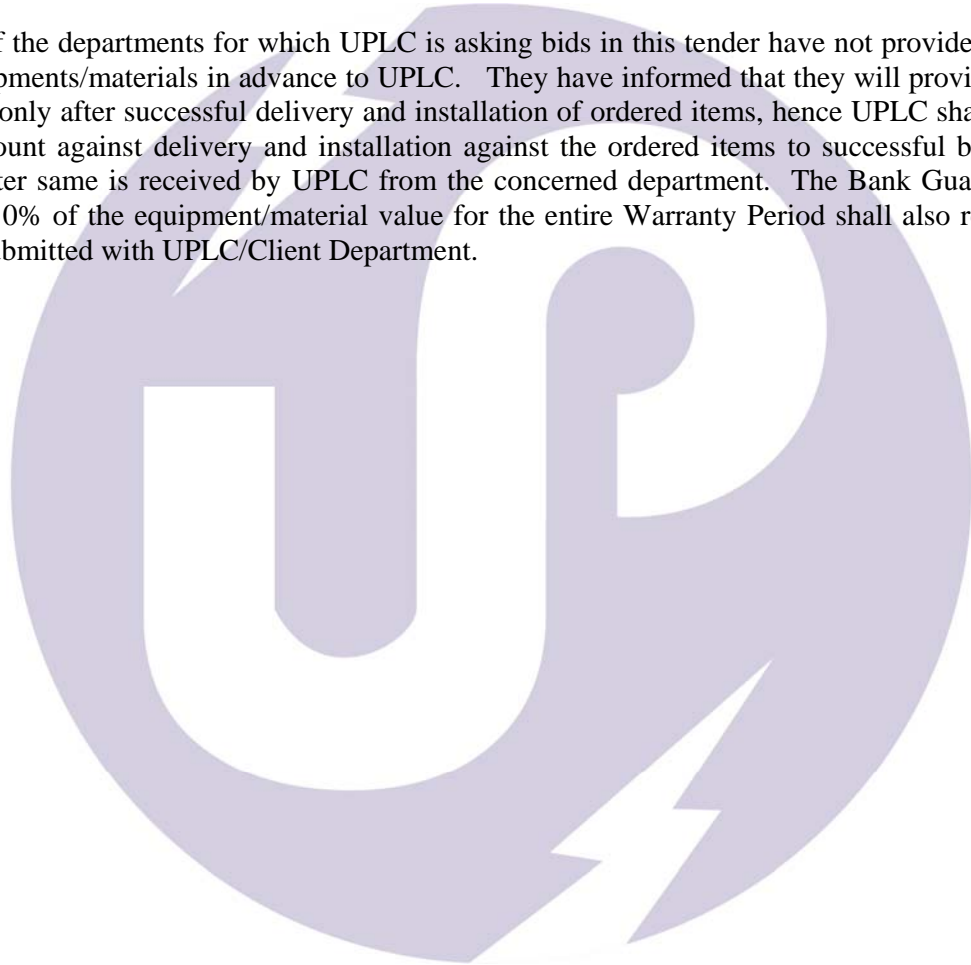 f the departments for which UPLC is asking bids in this tender have not provide
pments/materials in advance to UPLC. They have informed that they will provi
only after successful delivery and installation of ordered items, hence UPLC sha
ount against delivery and installation against the ordered items to successful b
ter same is received by UPLC from the concerned department. The Bank Gua
0% of the equipment/material value for the entire Warranty Period shall also r
ubmitted with UPLC/Client Department.
UP